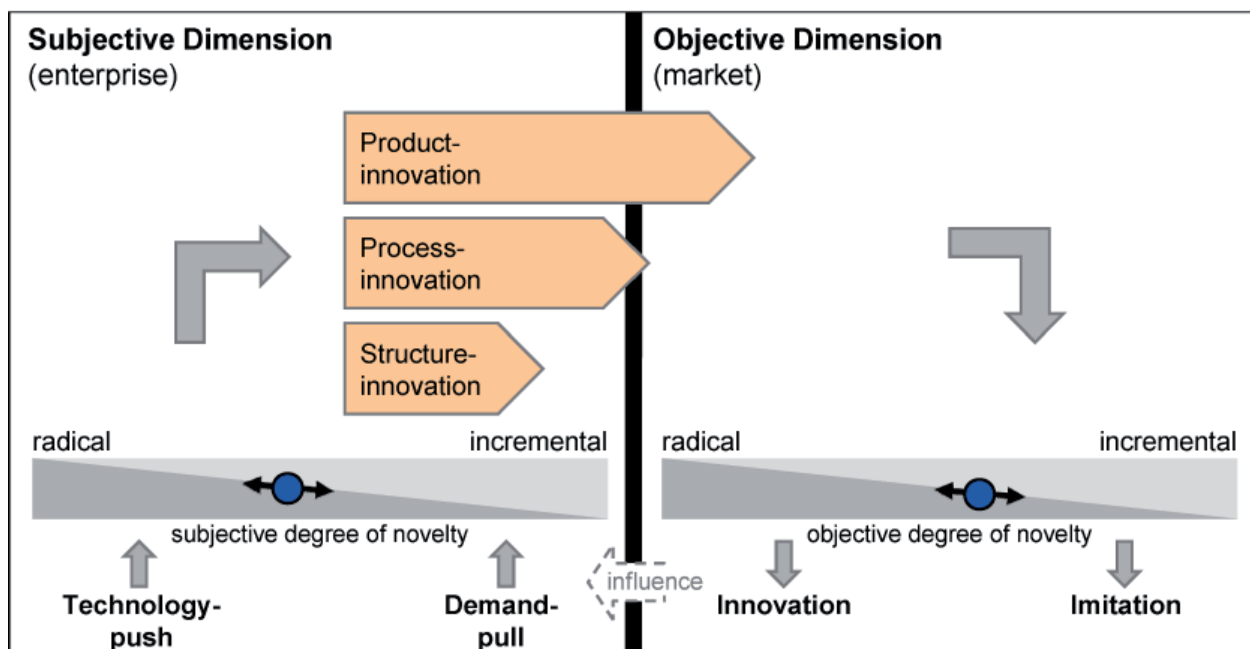 Subjective Dimension
(enterprise)
Objective Dimension
(market)
Product-
innovation
Process-
innovation
Structure-
innovation
radical
incremental
subjective degree of novelty
radical
incremental
objective degree of novelty
Technology-
push
Demand-
pull
influence
Innovation
Imitation